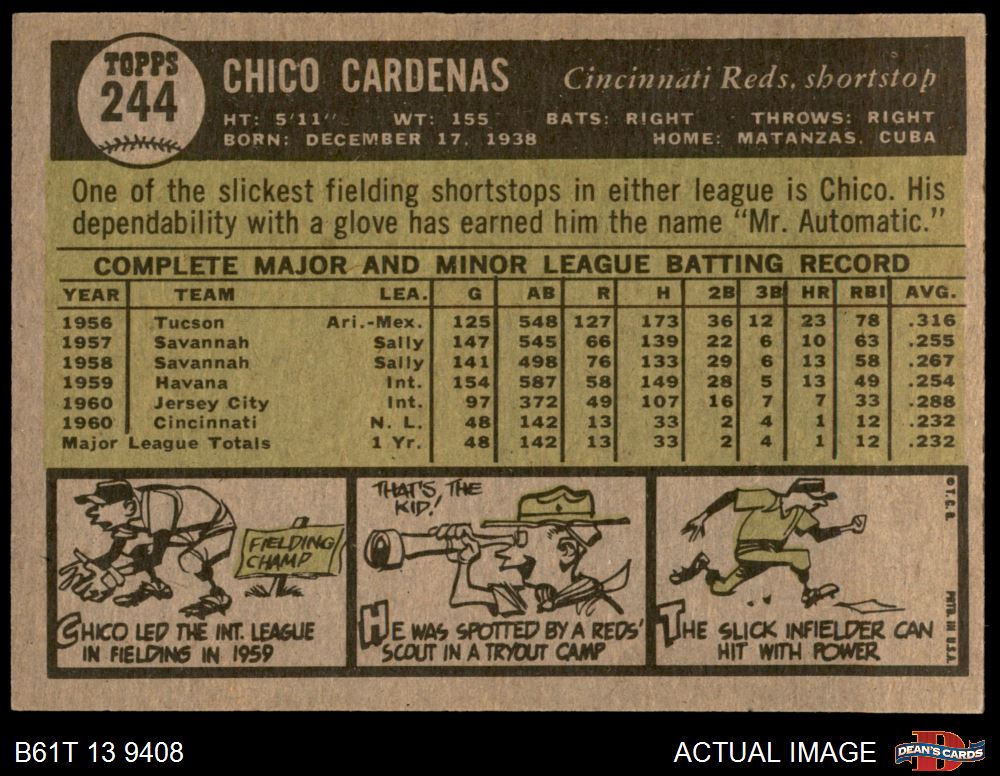 TOPPS
244
CHICO CARDENAS Cincinnati Reds, shortstop
HT: 5'11" WT: 155 BATS: RIGHT THROWS: RIGHT
BORN: DECEMBER 17, 1938 HOME: MATANZAS, CUBA
One of the slickest fielding shortstops in either league is Chico. His
dependability with a glove has earned him the name "Mr. Automatic."
COMPLETE MAJOR AND MINOR LEAGUE BATTING RECORD
YEAR TEAM LEA. G AB R H 2B 3B HR RBI AVG.
1956 Tucson Ari.-Mex. 125 548 127 173 36 12 23 78 .316
1957 Savannah Sally 147 545 66 139 22 6 10 63 .255
1958 Savannah Sally 141 498 76 133 29 6 13 58 .267
1959 Havana Int. 154 587 58 149 28 5 13 49 .254
1960 Jersey City Int. 97 372 49 107 16 7 7 33 .288
1960 Cincinnati N. L. 48 142 13 33 2 4 1 12 .232
Major League Totals 1 Yr. 48 142 13 33 2 4 1 12 .232
FIELDING
CHAMP
CHICO LED THE INT. LEAGUE
IN FIELDING IN 1959
THAT'S THE
KID!
HE WAS SPOTTED BY A REDS'
SCOUT IN A TRYOUT CAMP
THE SLICK INFIELDER CAN
HIT WITH POWER
© T. C. G.
PRTD. IN U.S.A.
B61T 13 9408 ACTUAL IMAGE
DEAN'S CARDS